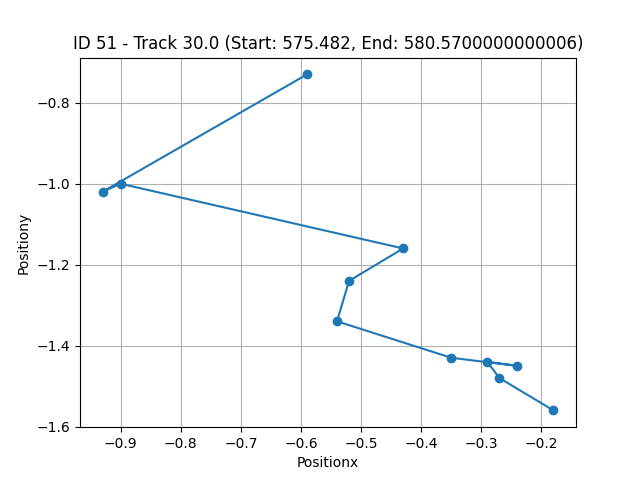 ID 51 - Track 30.0 (Start: 575.482, End: 580.5700000000006)
−0.8
−1.0
−1.2
−1.4
−1.6
Positiony
−0.9 −0.8 −0.7 −0.6 −0.5 −0.4 −0.3 −0.2
Positionx